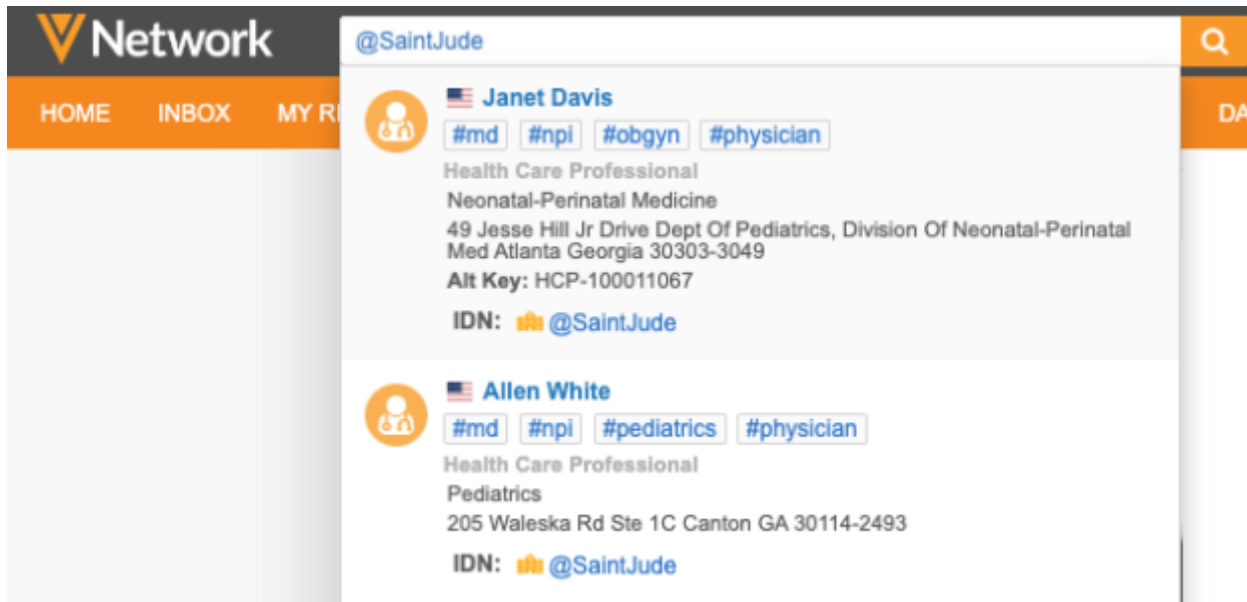 Network
@SaintJude
HOME INBOX MY
Janet Davis
#md #npi #obgyn #physician
Health Care Professional
Neonatal-Perinatal Medicine
49 Jesse Hill Jr Drive Dept Of Pediatrics, Division Of Neonatal-Perinatal
Med Atlanta Georgia 30303-3049
Alt Key: HCP-100011067
IDN: @SaintJude
Allen White
#md #npi #pediatrics #physician
Health Care Professional
Pediatrics
205 Waleska Rd Ste 1C Canton GA 30114-2493
IDN: @SaintJude